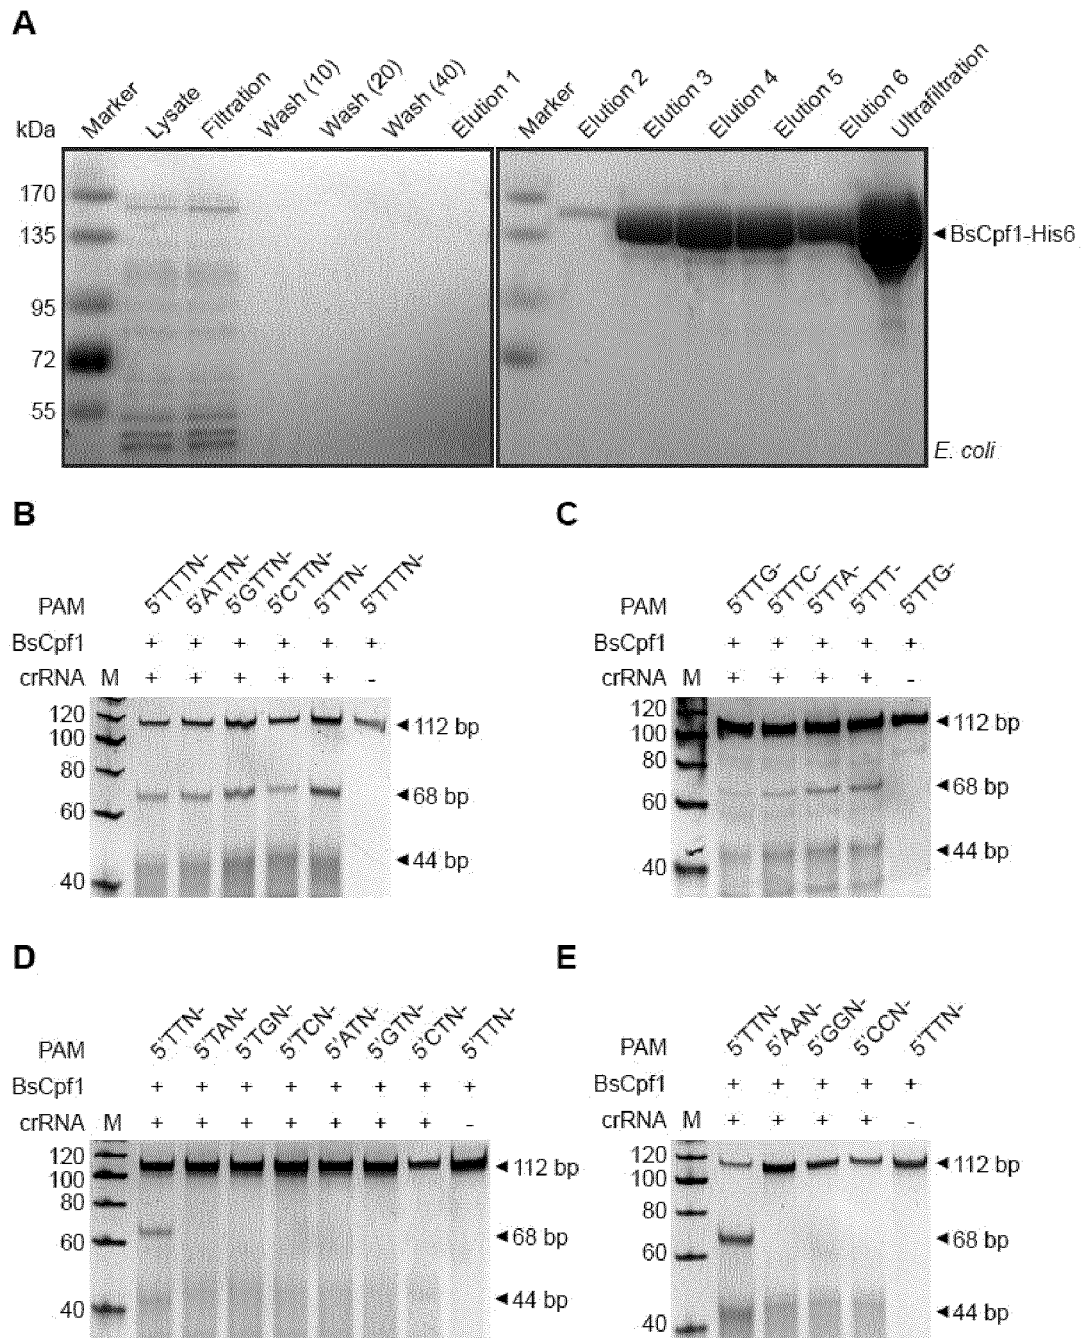 A
kDa Marker Lysate Filtration Wash (10) Wash (20) Wash (40) Elution 1 Marker Elution 2 Elution 3 Elution 4 Elution 5 Elution 6 Ultrafiltration
170
135 BsCpf1-His6
95
72
55
E. coli
B
PAM 5'TTTN- 5'ATTN- 5'GTTN- 5'CTTN- 5'TTN- 5'TTTN-
BsCpf1 + + + + + +
crRNA M + + + + + -
120 112 bp
100
80
68 bp
60
44 bp
40
C
PAM 5'TTG- 5'TTC- 5'TTA- 5'TTT- 5'TTG-
BsCpf1 + + + + +
crRNA M + + + + -
120 112 bp
100
80
68 bp
60
44 bp
40
D
PAM 5'TTN- 5'TAN- 5'TGN- 5'TCN- 5'ATN- 5'GTN- 5'CTN- 5'TTN-
BsCpf1 + + + + + + + +
crRNA M + + + + + + + -
120
112 bp
100
80
68 bp
60
44 bp
40
E
PAM 5'TTN- 5'AAN- 5'GGN- 5'CCN- 5'TTN-
BsCpf1 + + + + +
crRNA M + + + + -
120
112 bp
100
80
68 bp
60
44 bp
40